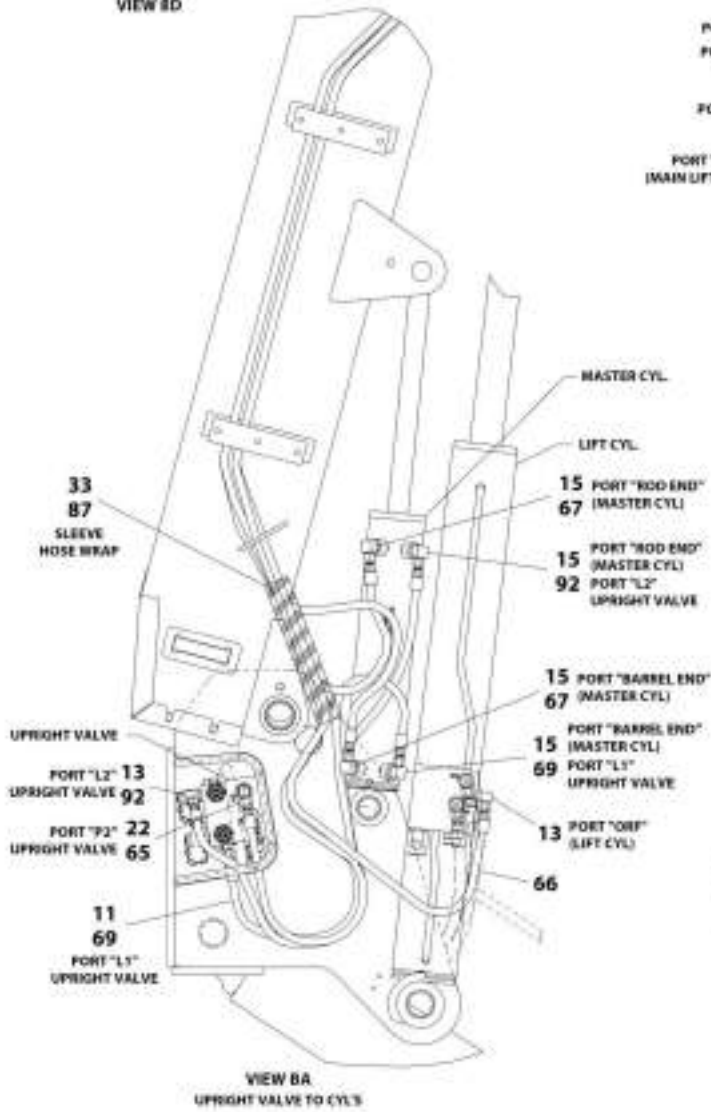 VIEW BD
PORT "
(MAIN LIFT
MASTER CYL.
LIFT CYL.
33
87
SLEEVE
HOSE WRAP
15 PORT "ROD END"
67 (MASTER CYL)
15 PORT "ROD END"
(MASTER CYL)
92 PORT "L2"
UPRIGHT VALVE
15 PORT "BARREL END"
67 (MASTER CYL)
15 PORT "BARREL END"
(MASTER CYL)
69 PORT "L1"
UPRIGHT VALVE
UPRIGHT VALVE
PORT "L2" 13
UPRIGHT VALVE 92
PORT "P2" 22
UPRIGHT VALVE 65
13 PORT "ORF"
(LIFT CYL)
66
11
69
PORT "L1"
UPRIGHT VALVE
VIEW BA
UPRIGHT VALVE TO CYL'S